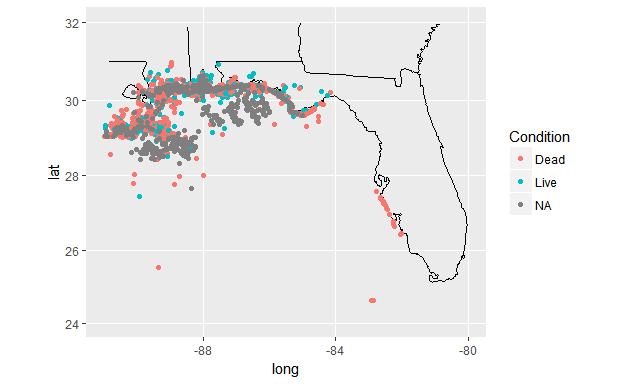 32
30
28
26
24
lat
-88
-84
-80
long
Condition
Dead
Live
NA